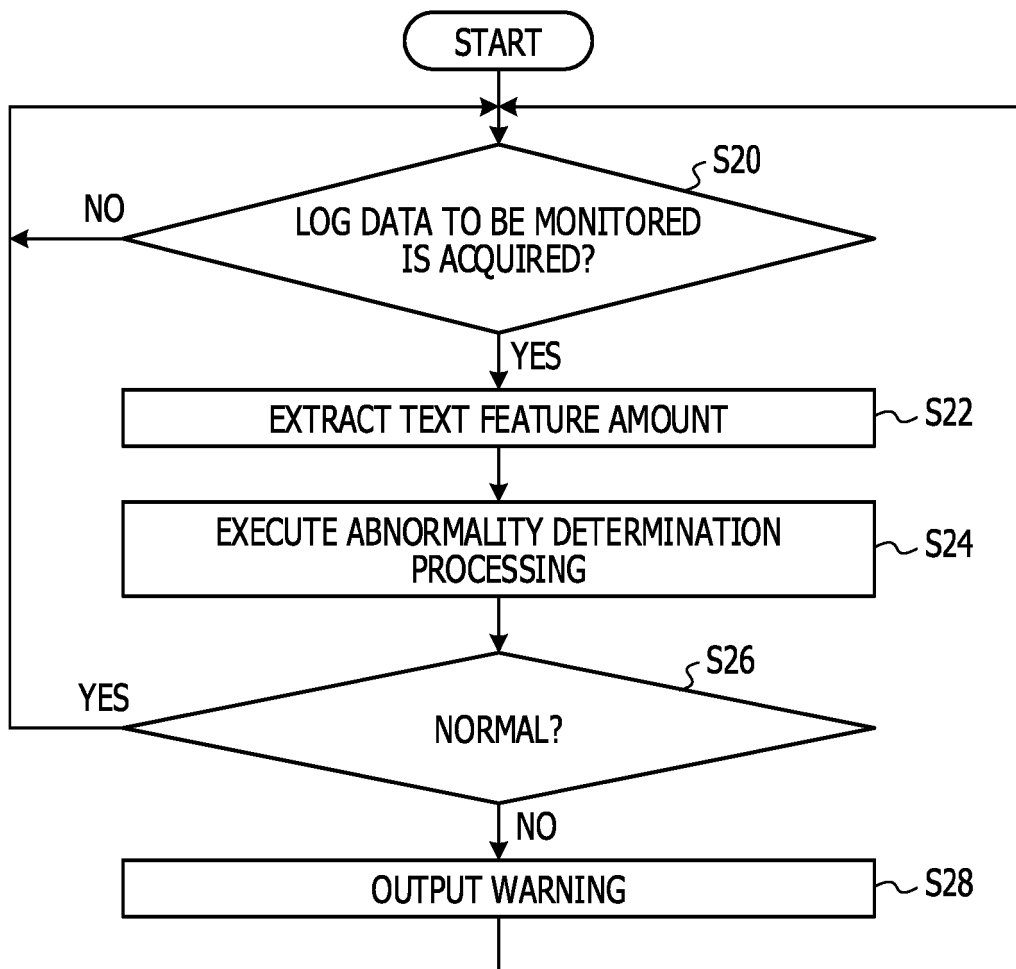 START
S20
NO
LOG DATA TO BE MONITORED
IS ACQUIRED?
YES
EXTRACT TEXT FEATURE AMOUNT
S22
EXECUTE ABNORMALITY DETERMINATION
PROCESSING
S24
S26
YES
NORMAL?
NO
OUTPUT WARNING
S28